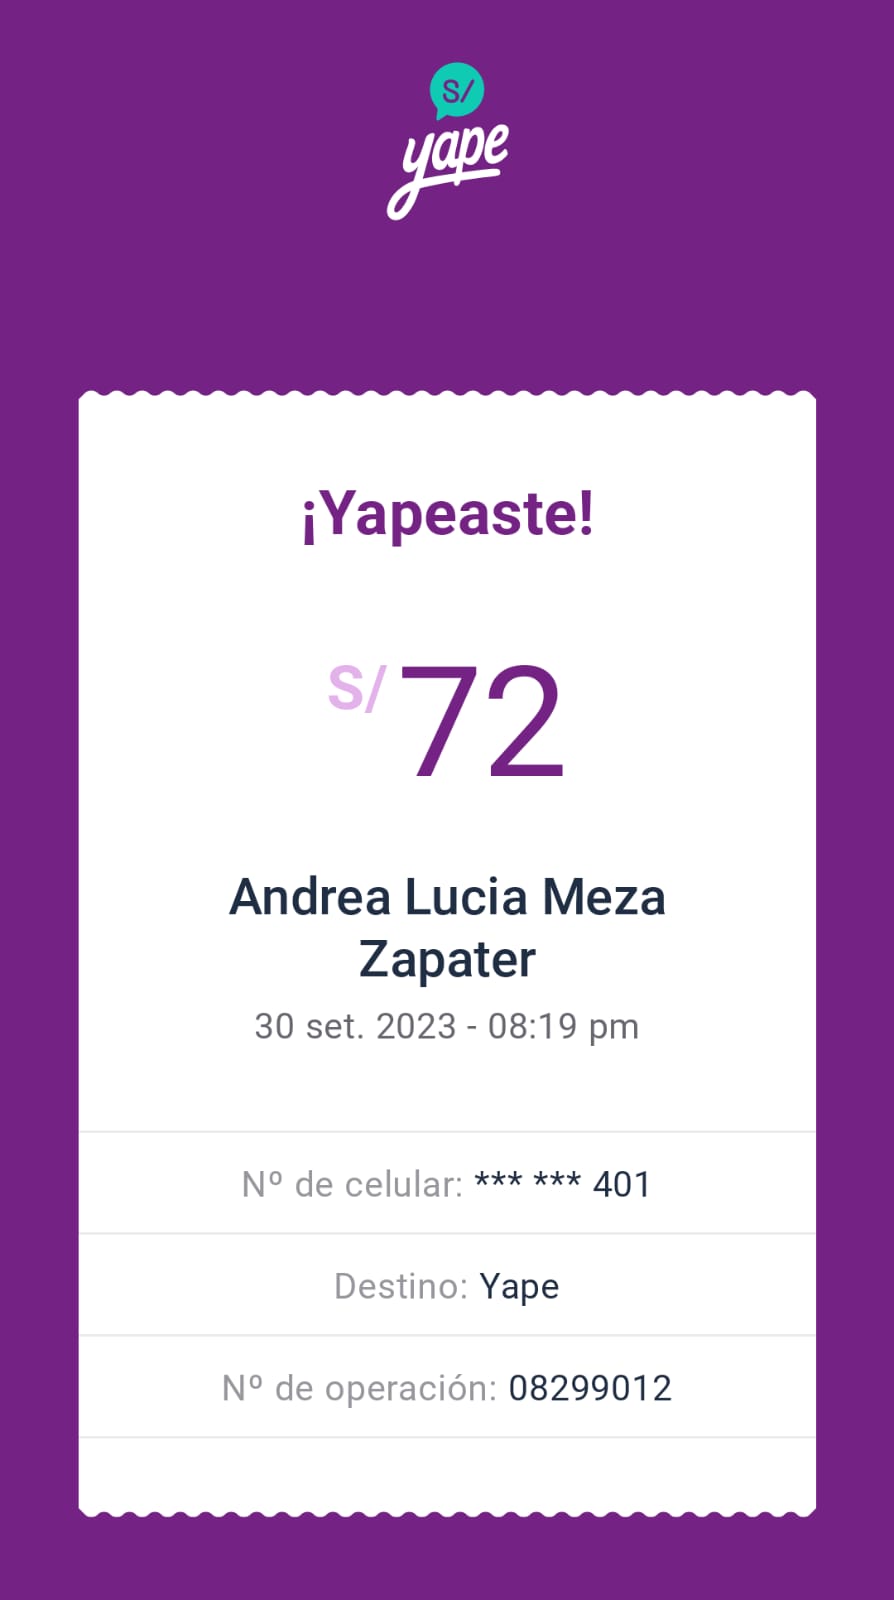 S/
yape
¡Yapeaste!
S/ 72
Andrea Lucia Meza
Zapater
30 set. 2023 - 08:19 pm
Nº de celular: *** *** 401
Destino: Yape
Nº de operación: 08299012